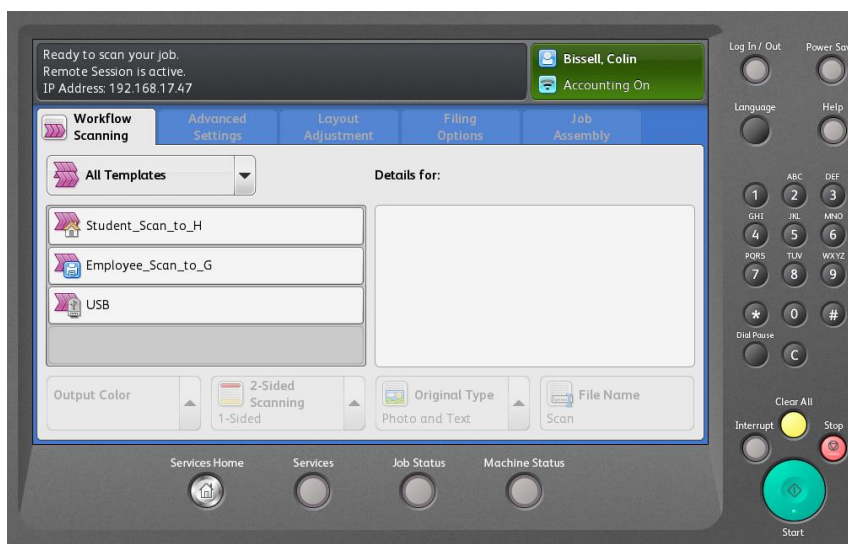 Ready to scan your job.
Remote Session is active.
IP Address: 192.168.17.47
Bissell, Colin
Accounting On
Workflow
Scanning
Advanced
Settings
Layout
Adjustment
Filing
Options
Job
Assembly
All Templates
Details for:
Student_Scan_to_H
Employee_Scan_to_G
USB
Output Color
2-Sided
Scanning
1-Sided
Original Type
Photo and Text
File Name
Scan
Services Home
Services
Job Status
Machine Status
Log In / Out
Power Sav
Language
Help
ABC
DEF
1
2
3
GHI
JKL
MNO
4
5
6
PQRS
TUV
WXYZ
7
8
9
*
0
#
Dial Pause
C
Clear All
Interrupt
Stop
Start